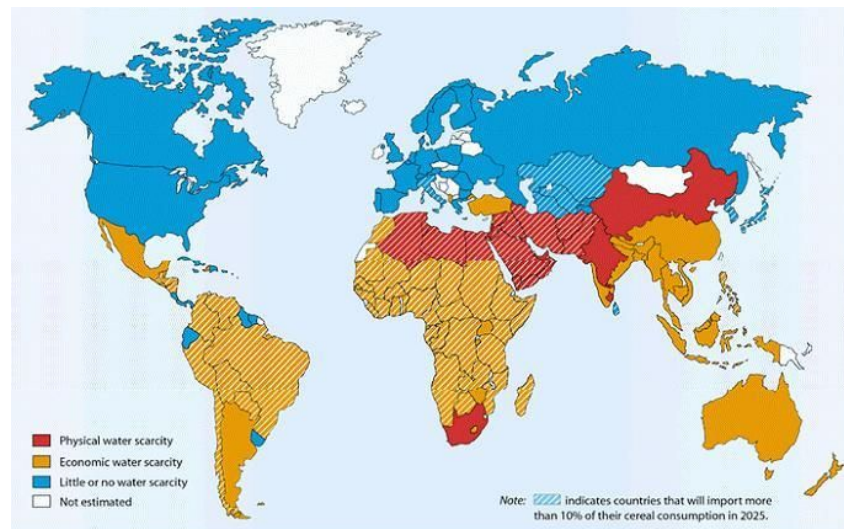 Physical water scarcity
Economic water scarcity
Little or no water scarcity
Not estimated
Note: indicates countries that will import more
than 10% of their cereal consumption in 2025.